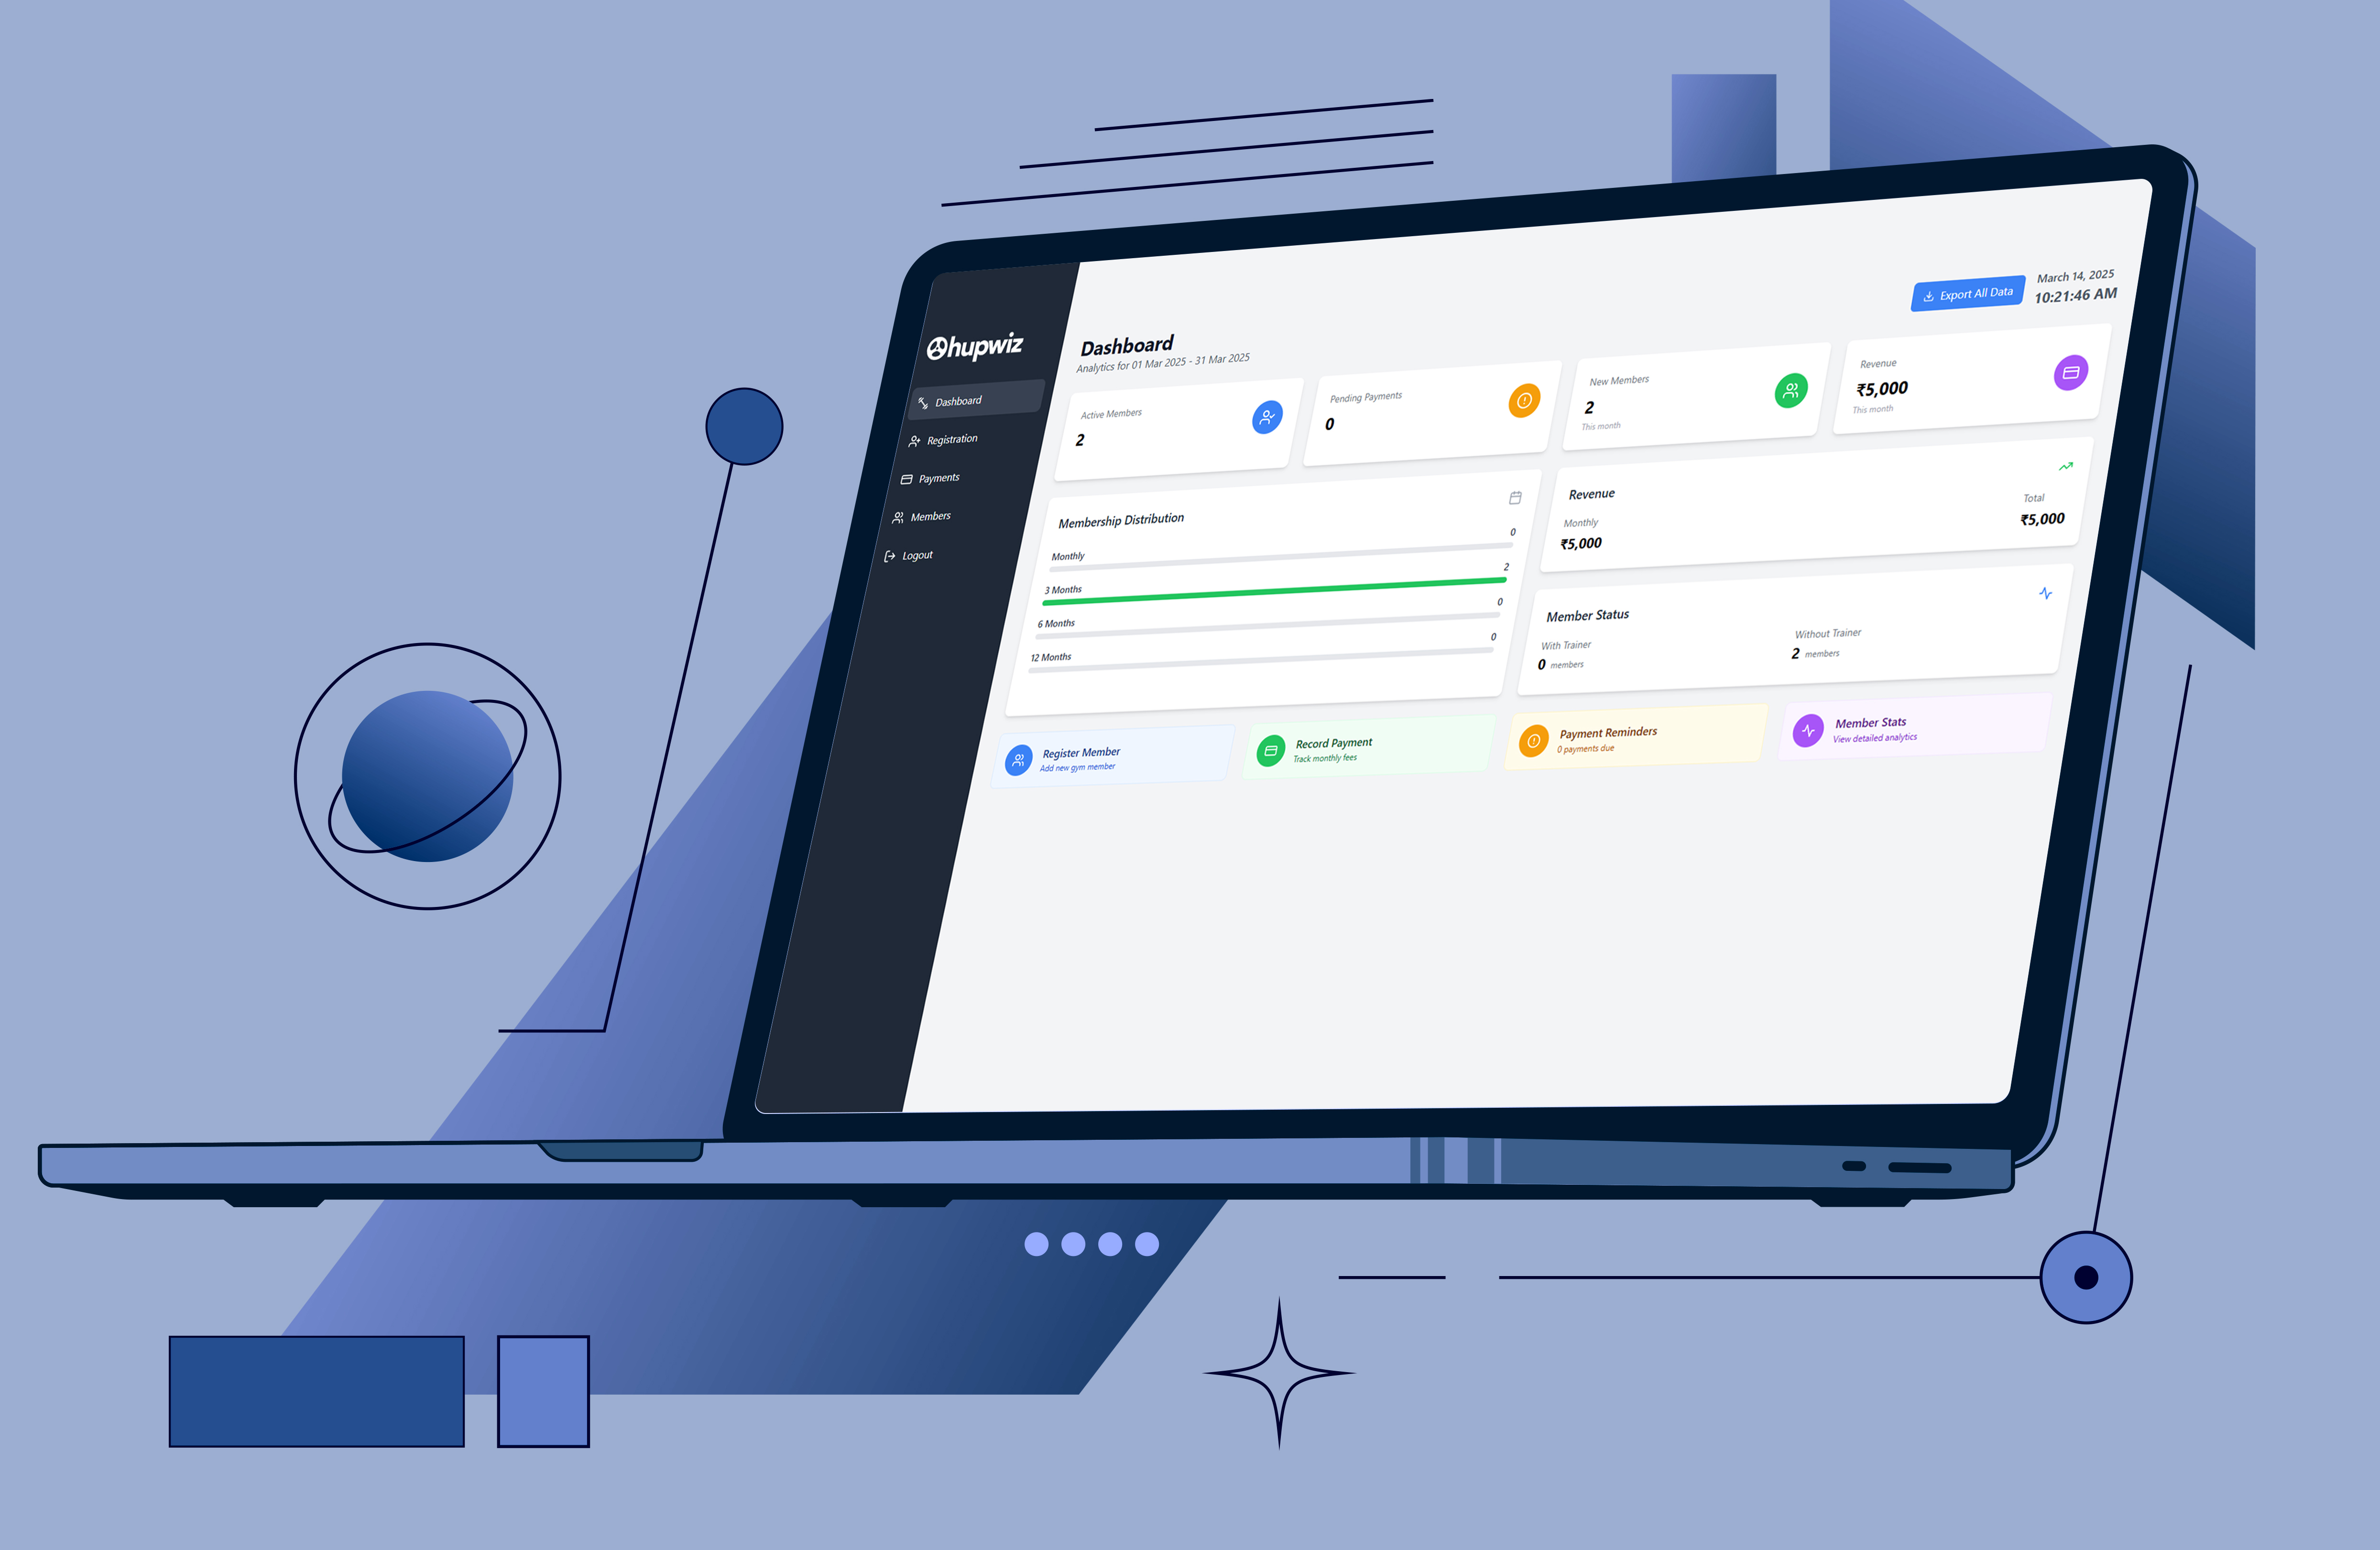 hupwiz
Dashboard
Registration
Payments
Members
Logout
Export All Data
March 14, 2025
10:21:46 AM
Dashboard
Analytics for 01 Mar 2025 - 31 Mar 2025
Active Members
2
Pending Payments
0
New Members
2
This month
Revenue
₹5,000
This month
Membership Distribution
Monthly 0
3 Months 2
6 Months 0
12 Months 0
Revenue
Monthly
₹5,000
Total
₹5,000
Member Status
With Trainer
0 members
Without Trainer
2 members
Register Member
Add new gym member
Record Payment
Track monthly fees
Payment Reminders
0 payments due
Member Stats
View detailed analytics